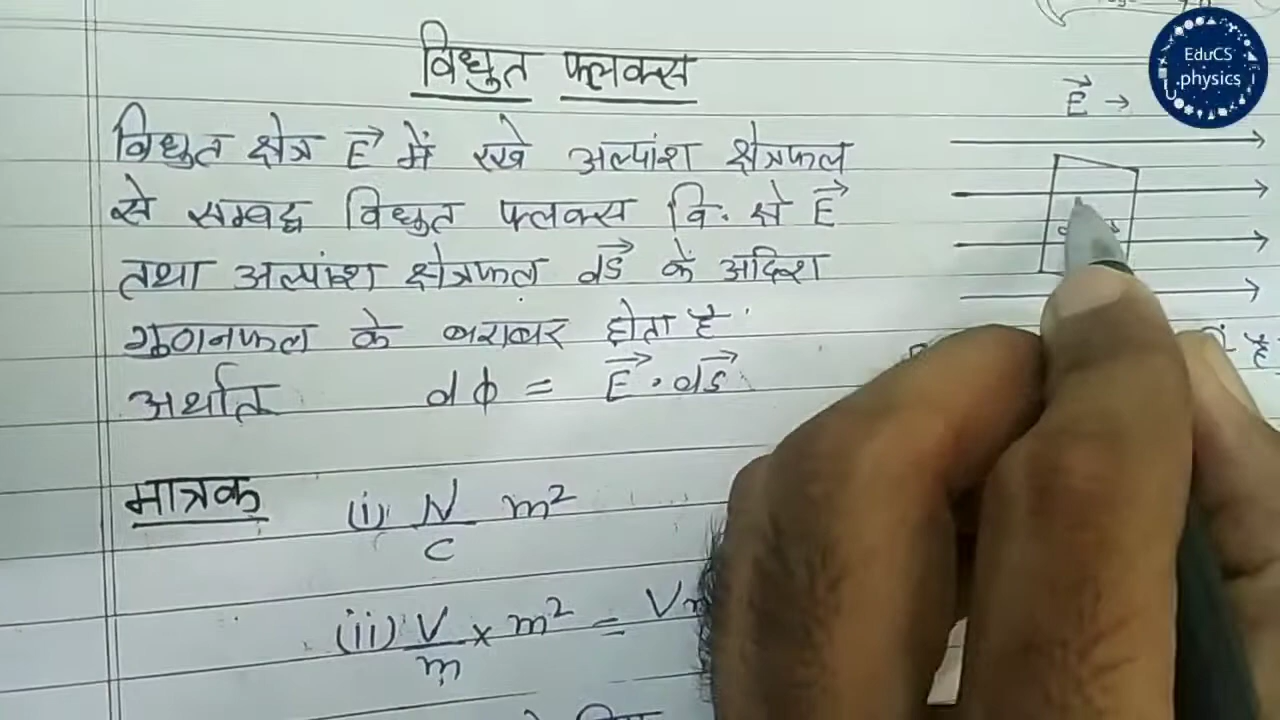 विधुत फ्लक्स
EduCS
.physics
E→ →
विधुत क्षेत्र E→ में रखे अल्पांश क्षेत्रफल
से सम्बद्ध विधुत फ्लक्स वि. क्षे E→
तथा अल्पांश क्षेत्रफल dS→ के अदिश
गुणनफल के बराबर होता है
अर्थात dϕ = E→ . dS→
मात्रक (i) N/C m²
(ii) V/m × m² = V